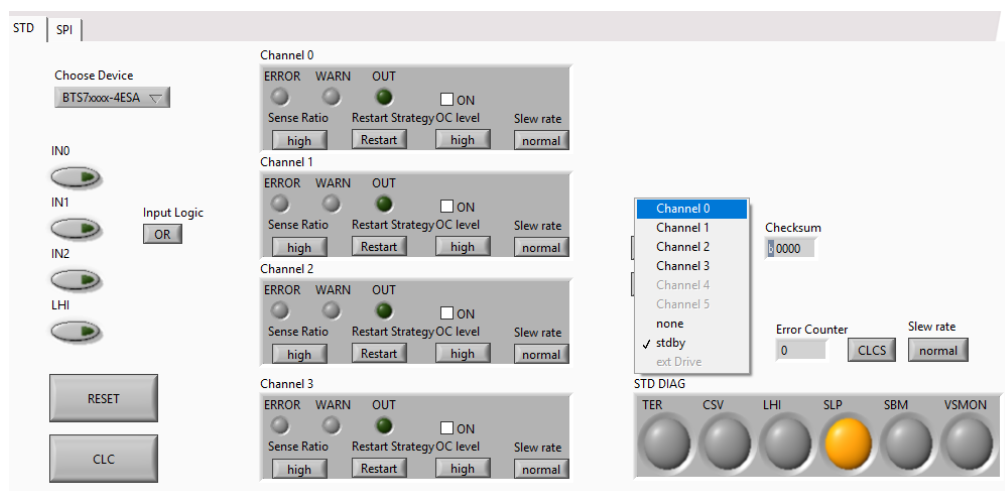 STD SPI
Choose Device
BTS7xxxx-4ESA
IN0
IN1
Input Logic
OR
IN2
LHI
RESET
CLC
Channel 0
ERROR WARN OUT
ON
Sense Ratio Restart Strategy OC level Slew rate
high Restart high normal
Channel 1
ERROR WARN OUT
ON
Sense Ratio Restart Strategy OC level Slew rate
high Restart high normal
Channel 2
ERROR WARN OUT
ON
Sense Ratio Restart Strategy OC level Slew rate
high Restart high normal
Channel 3
ERROR WARN OUT
ON
Sense Ratio Restart Strategy OC level Slew rate
high Restart high normal
Channel 0
Channel 1
Channel 2
Channel 3
Channel 4
Channel 5
none
✓ stdby
ext Drive
Checksum
b 0000
Error Counter Slew rate
0 CLCS normal
STD DIAG
TER CSV LHI SLP SBM VSMON